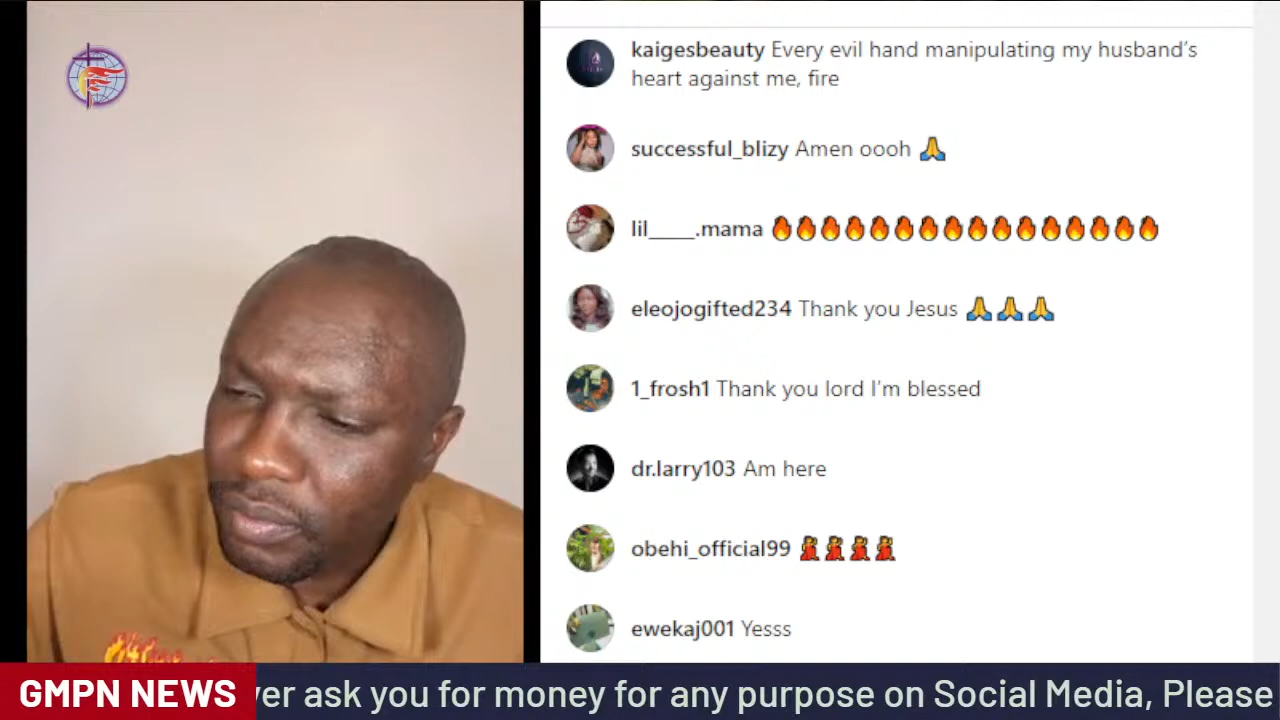 kaigesbeauty Every evil hand manipulating my husband's
heart against me, fire
successful_blizy Amen oooh 🙏
lil____.mama 🔥🔥🔥🔥🔥🔥🔥🔥🔥🔥🔥🔥🔥🔥🔥🔥
eleojogifted234 Thank you Jesus 🙏🙏🙏
1_frosh1 Thank you lord I'm blessed
dr.larry103 Am here
obehi_official99 💃💃💃💃
ewekaj001 Yesss
GMPN NEWS ver ask you for money for any purpose on Social Media, Please